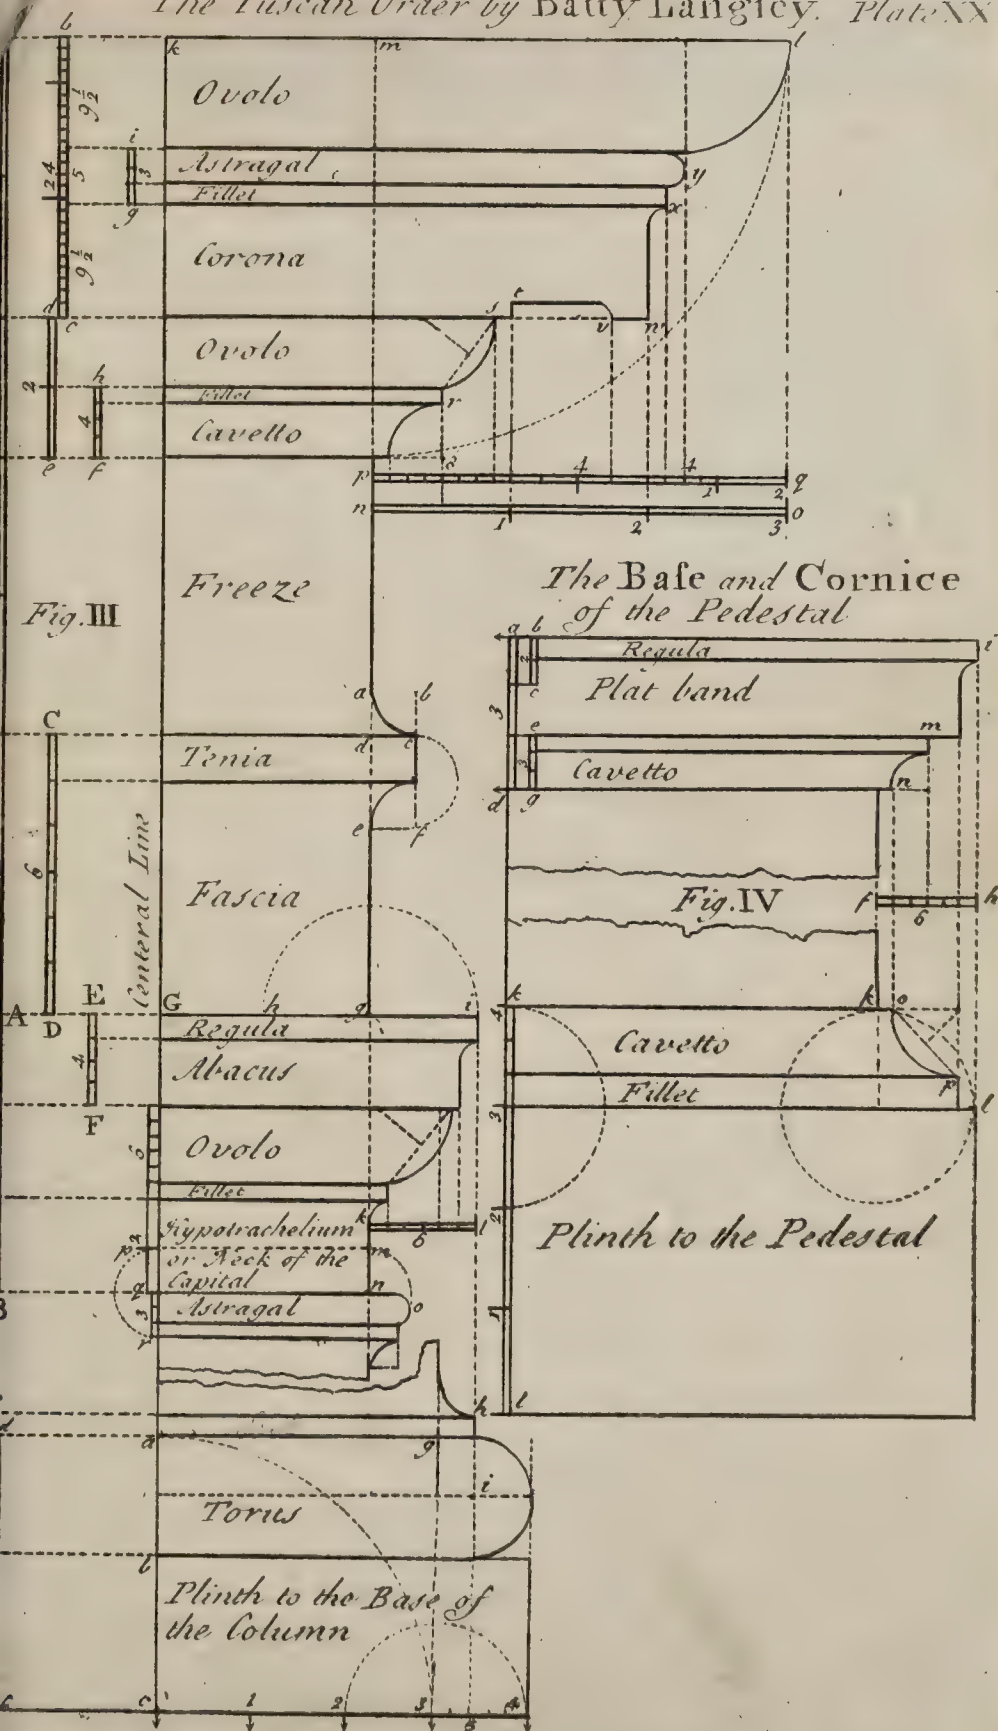 The Tuscan Order by Batty Langley. Plate XX
Ovolo
Astragal
Fillet
Corona
Ovolo
Fillet
Cavetto
Freeze
Fig. III
Tenia
Fascia
Centeral Line
Regula
Abacus
Ovolo
Fillet
Hypotrachelium
or Neck of the
Capital
Astragal
Torus
Plinth to the Base of
the Column
The Baſe and Cornice
of the Pedestal
Regula
Plat band
Cavetto
Fig. IV
Cavetto
Fillet
Plinth to the Pedestal